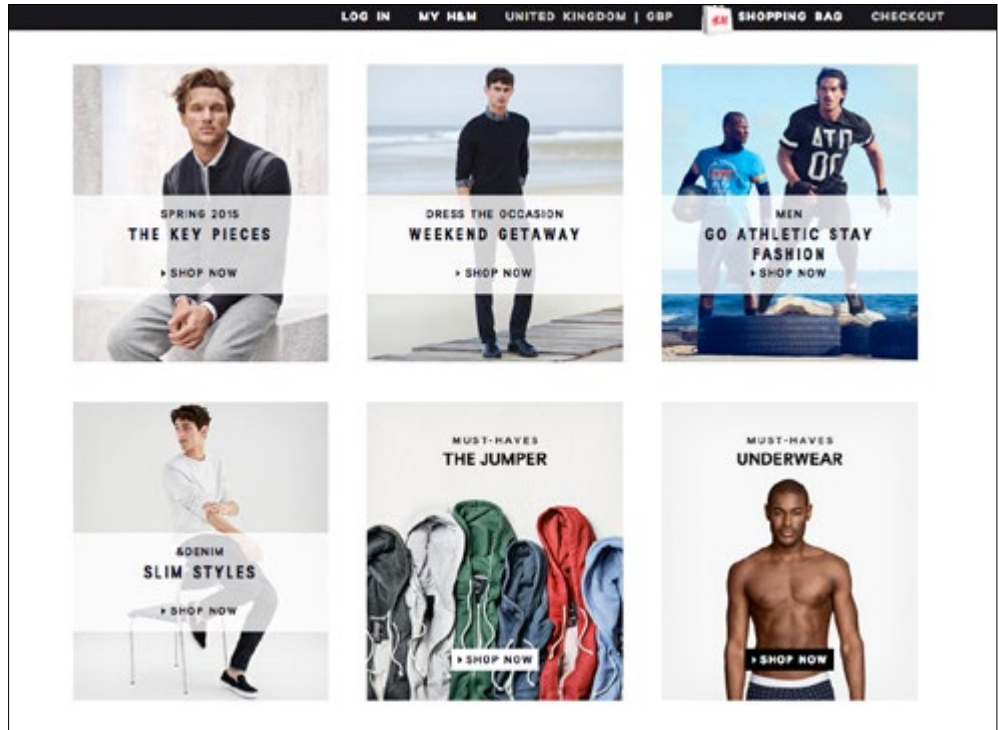 LOG IN MY H&M UNITED KINGDOM | GBP H&M SHOPPING BAG CHECKOUT
SPRING 2015
THE KEY PIECES
SHOP NOW
DRESS THE OCCASION
WEEKEND GETAWAY
SHOP NOW
ATD
00
MEN
GO ATHLETIC STAY
FASHION
SHOP NOW
&DENIM
SLIM STYLES
SHOP NOW
MUST-HAVES
THE JUMPER
SHOP NOW
MUST-HAVES
UNDERWEAR
SHOP NOW